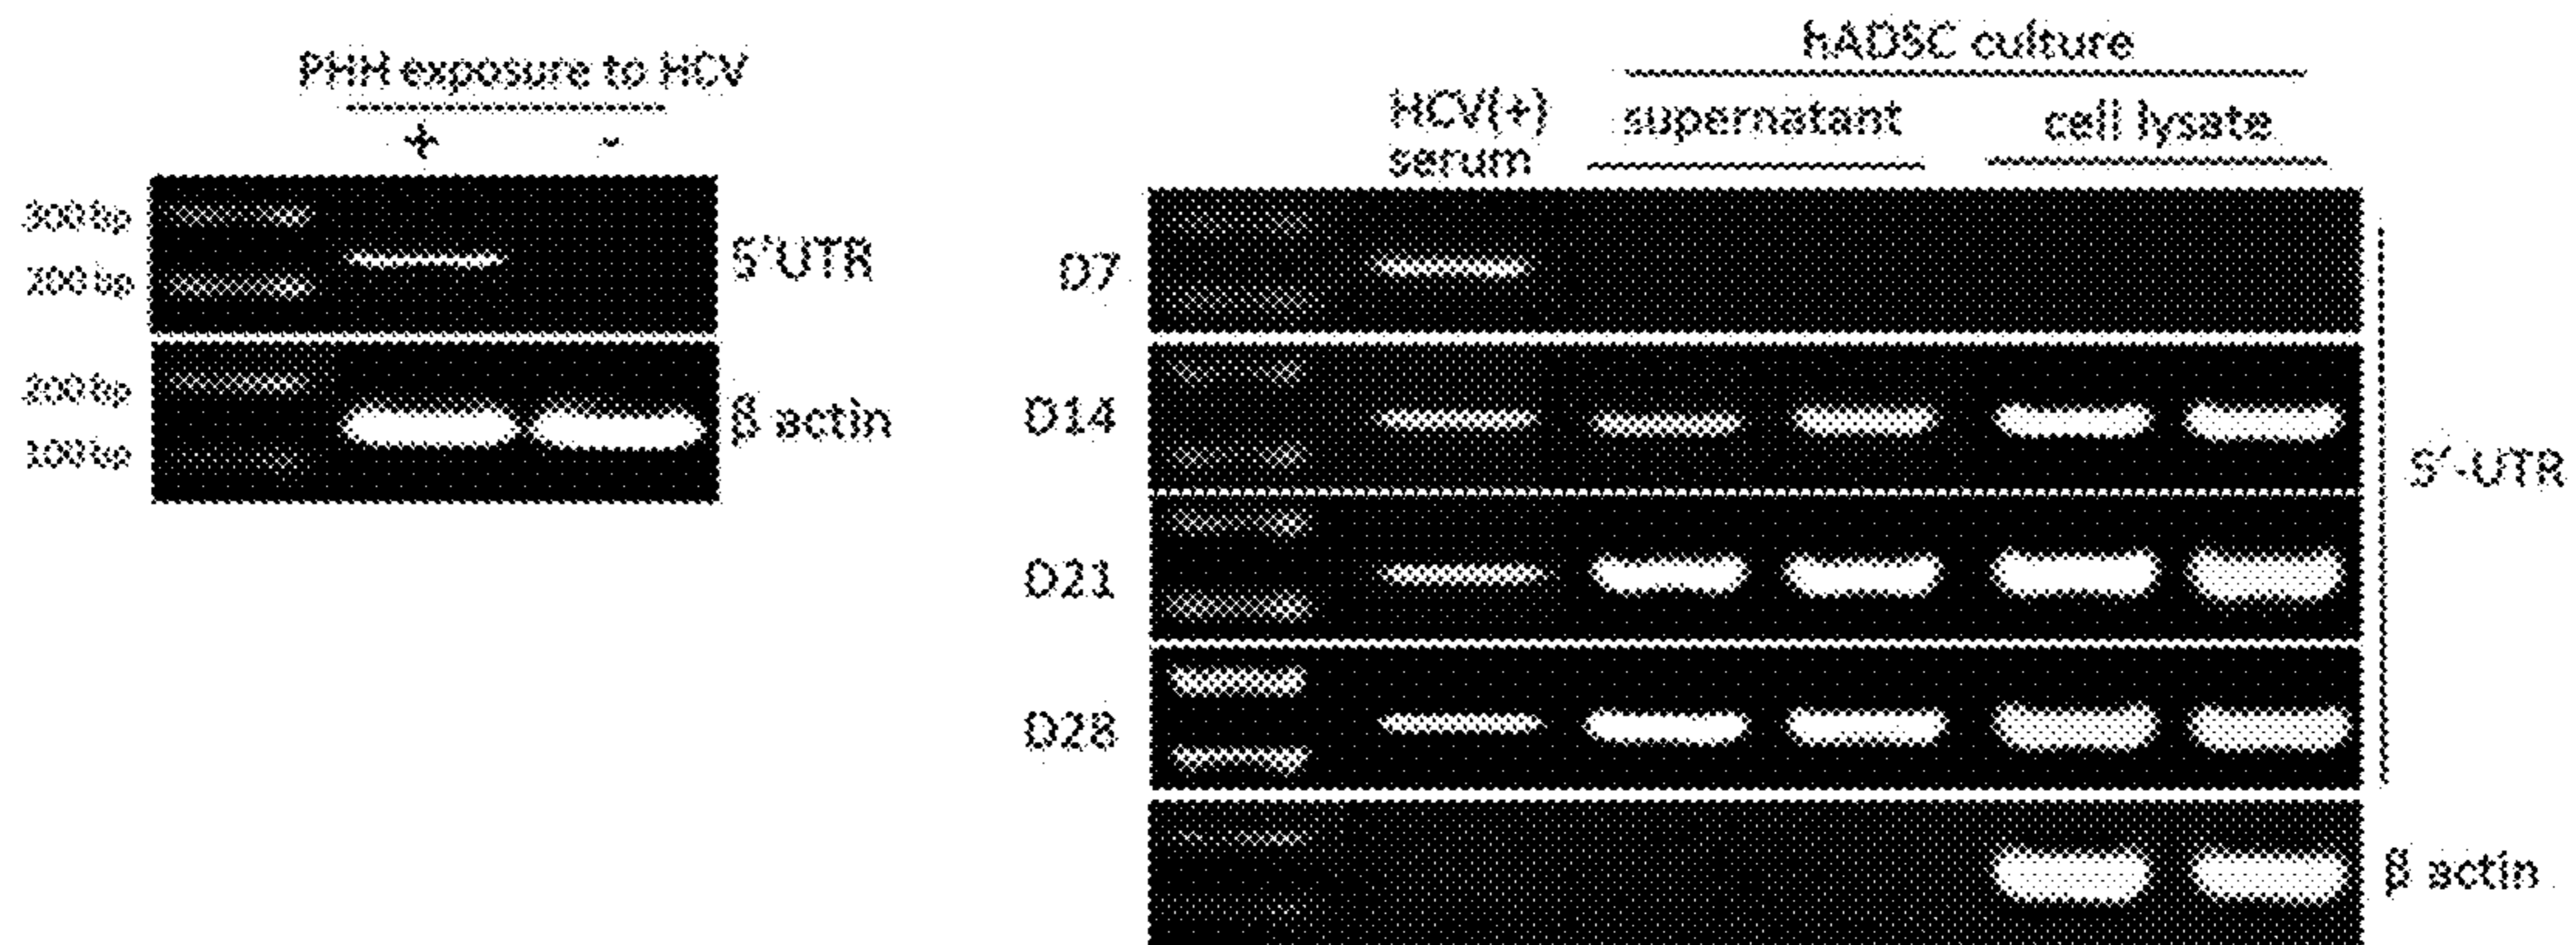 PHH exposure to HCV
+ -
300 bp
200 bp
5'UTR
200 bp
100 bp
β actin
hADSC culture
HCV(+)
serum
supernatant
cell lysate
D7
D14
D21
D28
5'-UTR
β actin